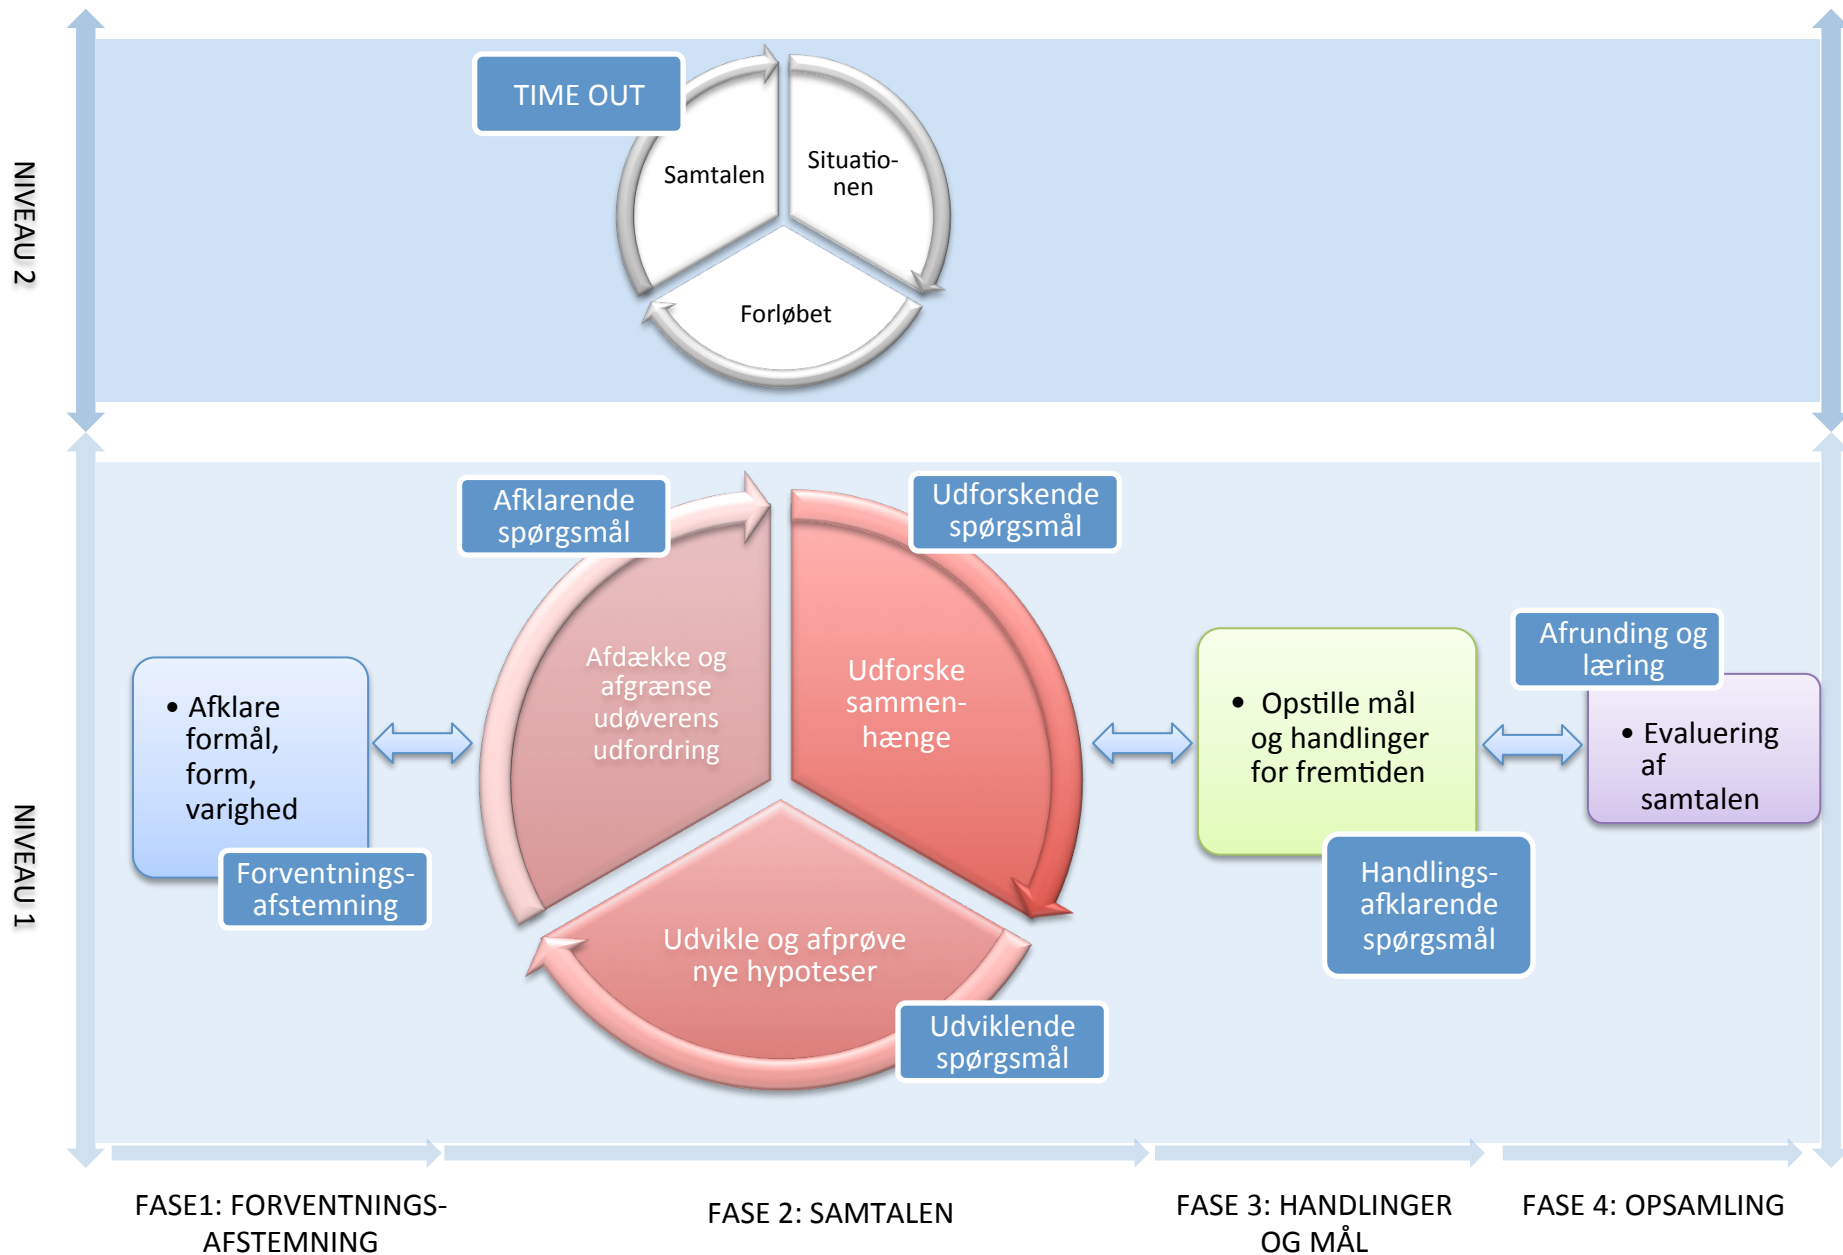 NIVEAU 2
TIME OUT
Samtalen
Situatio-
nen
Forløbet
NIVEAU 1
Afklarende
spørgsmål
Udforskende
spørgsmål
Afdække og
afgrænse
udøverens
udfordring
Udforske
sammen-
hænge
Udvikle og afprøve
nye hypoteser
Udviklende
spørgsmål
• Afklare
formål,
form,
varighed
Forventnings-
afstemning
• Opstille mål
og handlinger
for fremtiden
Handlings-
afklarende
spørgsmål
Afrunding og
læring
• Evaluering
af
samtalen
FASE1: FORVENTNINGS-
AFSTEMNING
FASE 2: SAMTALEN
FASE 3: HANDLINGER
OG MÅL
FASE 4: OPSAMLING